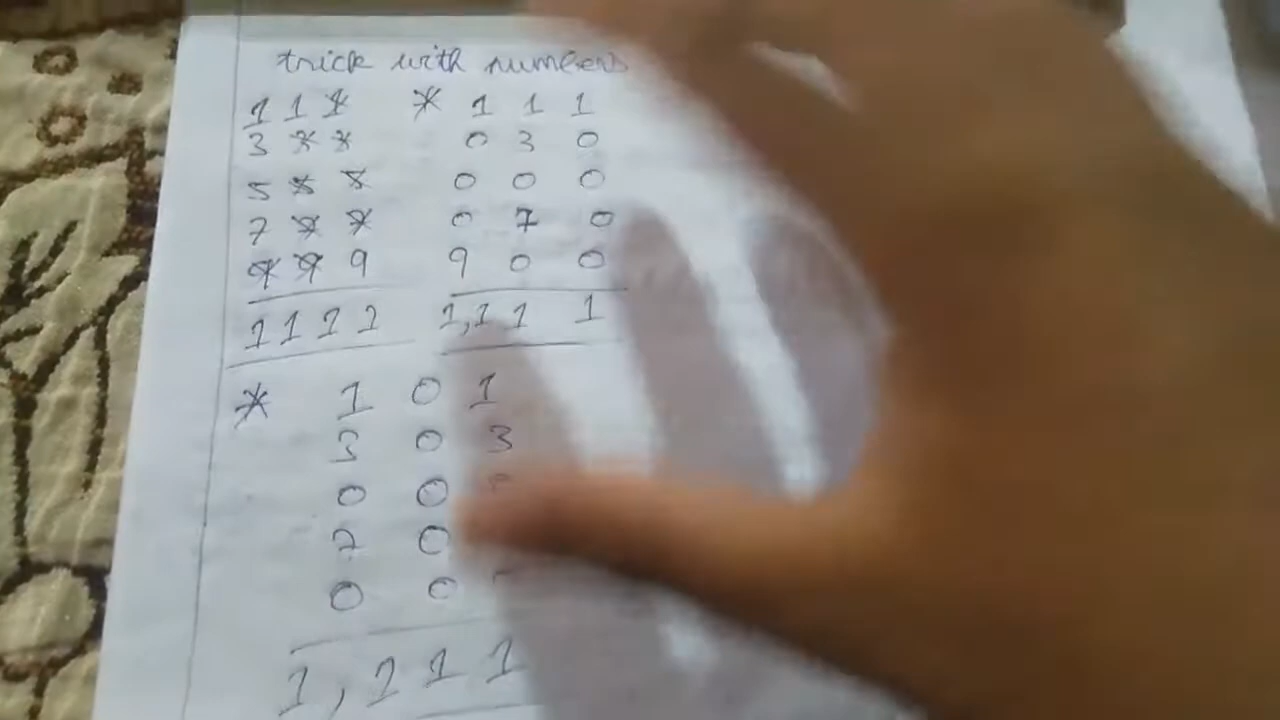 trick with numbers
1 1 1 * 1 1 1
3 * * 0 3 0
5 * * 0 0 0
7 * * 0 7 0
* * 9 9 0 0
1 1 1 1 1,1 1 1
* 1 0 1
3 0 3
0 0
7 0
0 0
1, 1 1 1